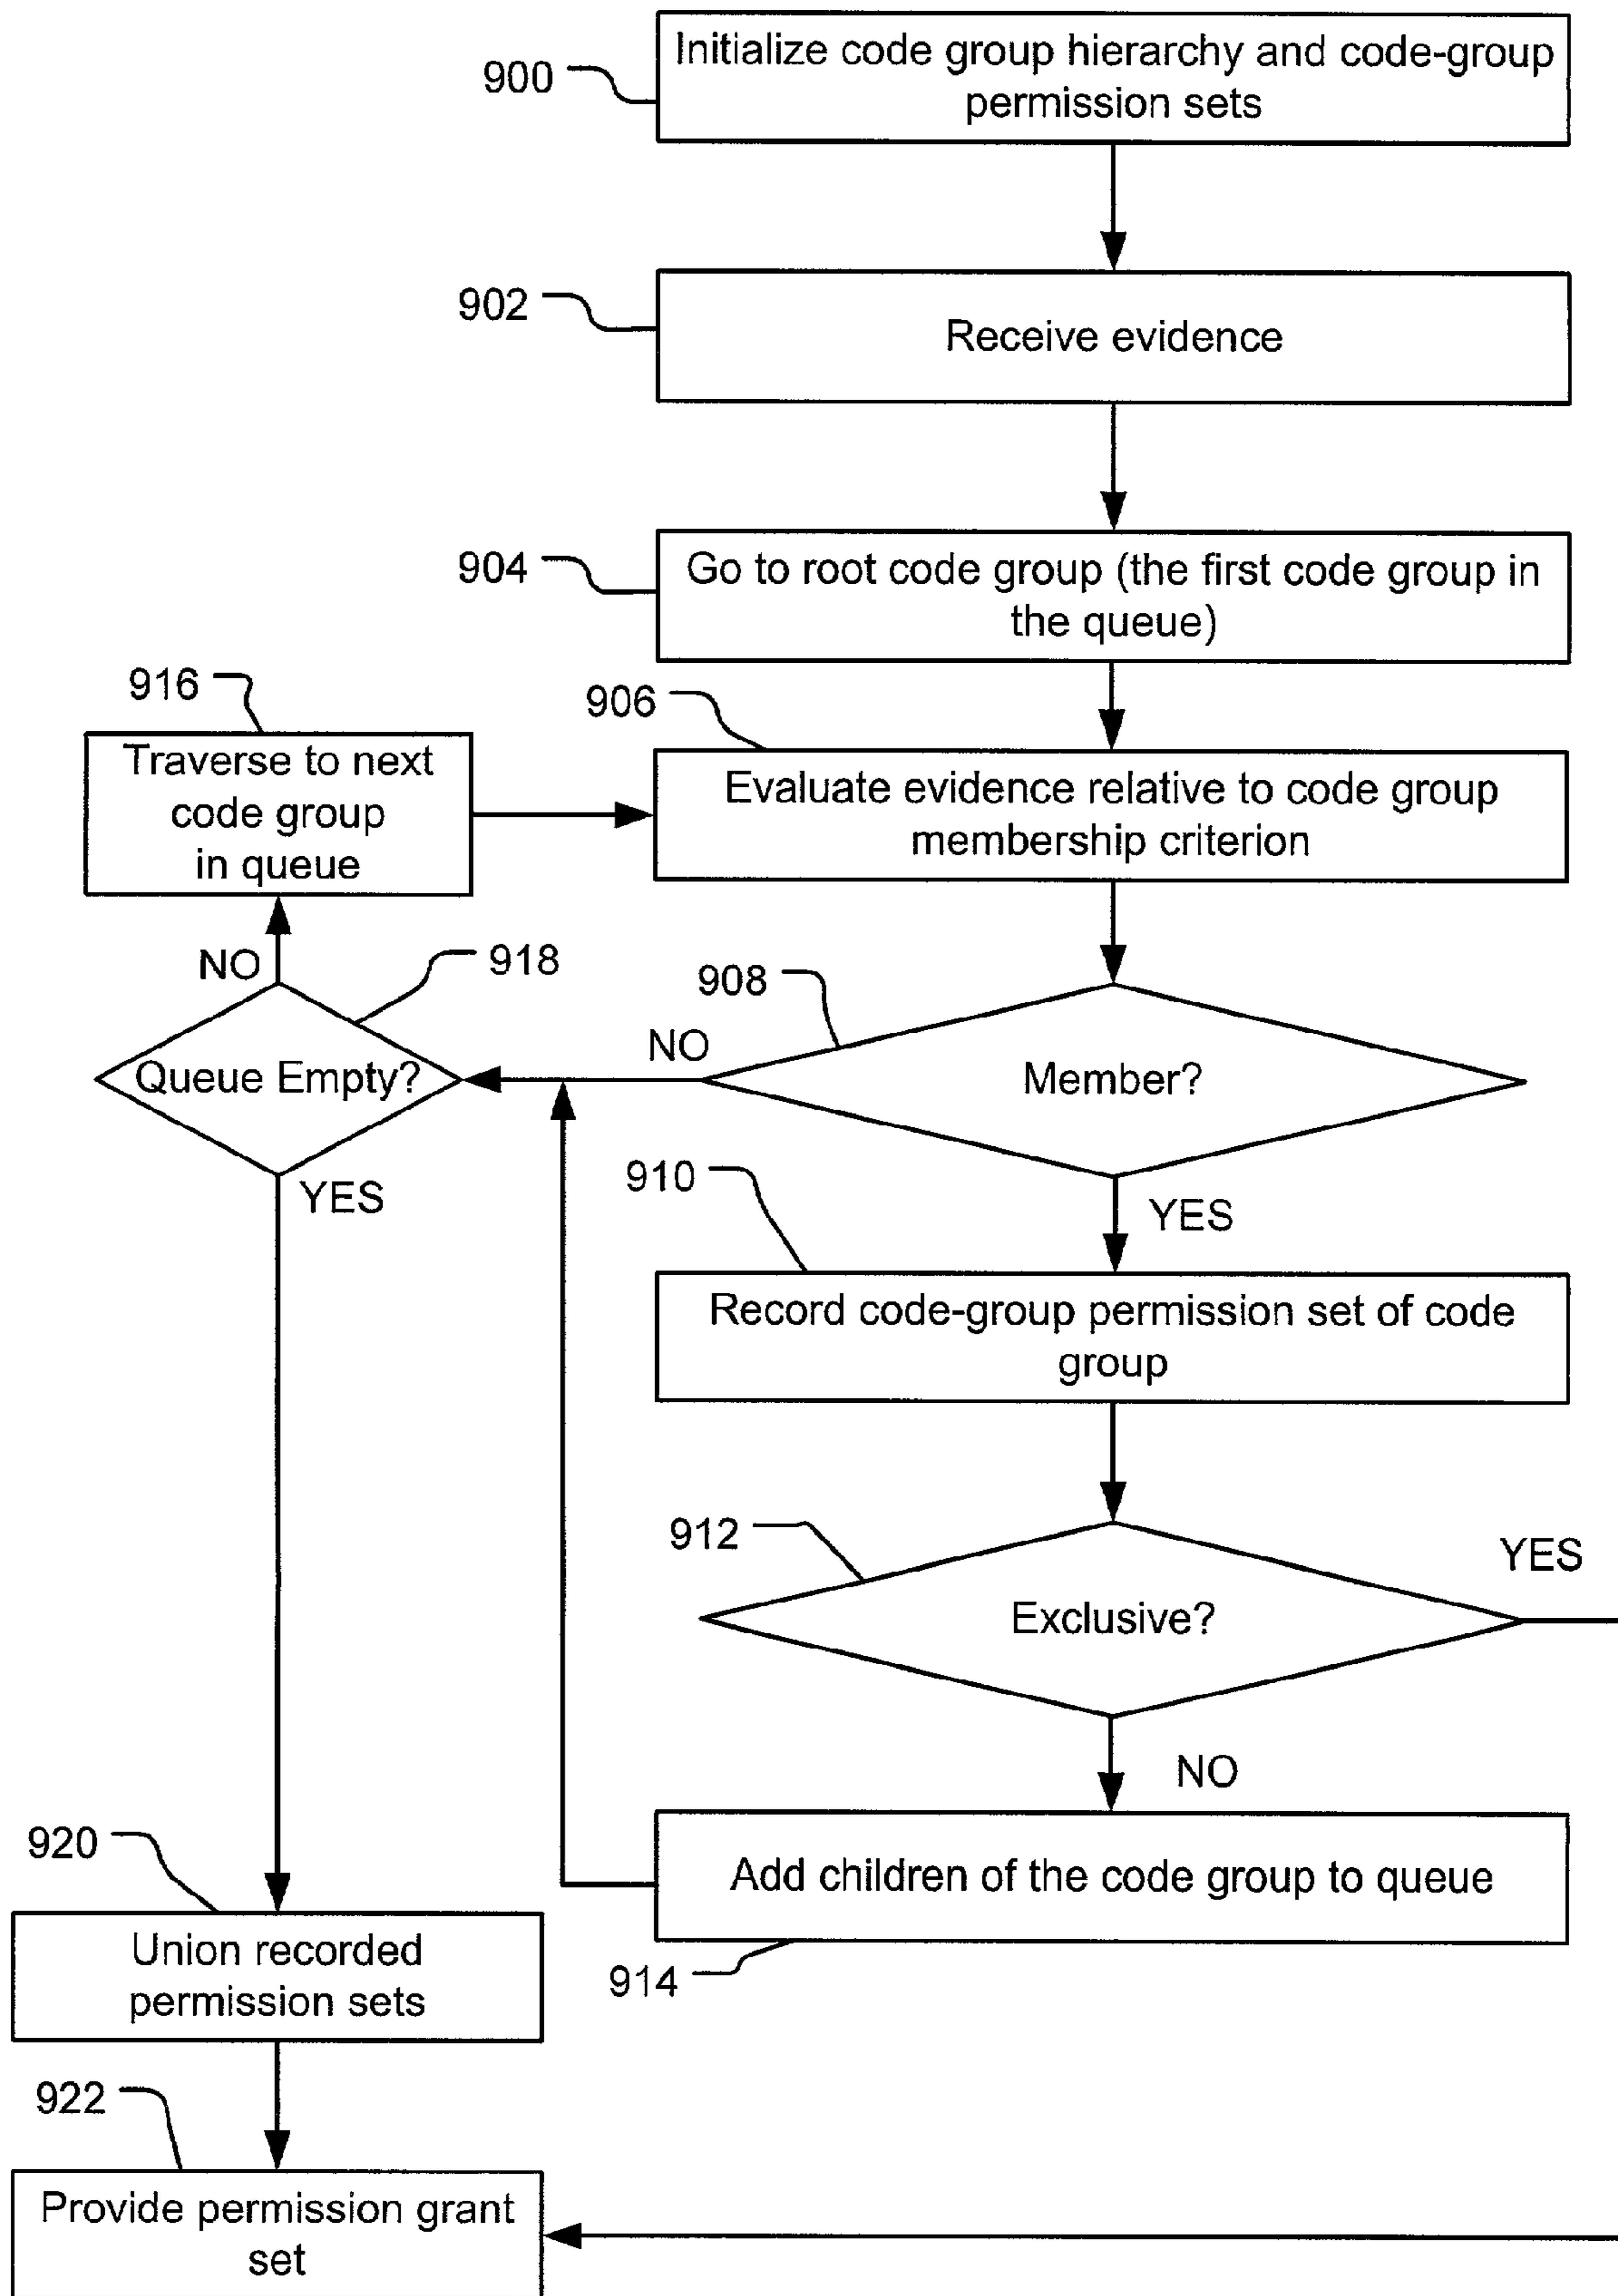 900
Initialize code group hierarchy and code-group
permission sets
902
Receive evidence
904
Go to root code group (the first code group in
the queue)
916
Traverse to next
code group
in queue
906
Evaluate evidence relative to code group
membership criterion
NO
918
Queue Empty?
YES
908
NO
Member?
YES
910
Record code-group permission set of code
group
912
Exclusive?
YES
NO
Add children of the code group to queue
914
920
Union recorded
permission sets
922
Provide permission grant
set